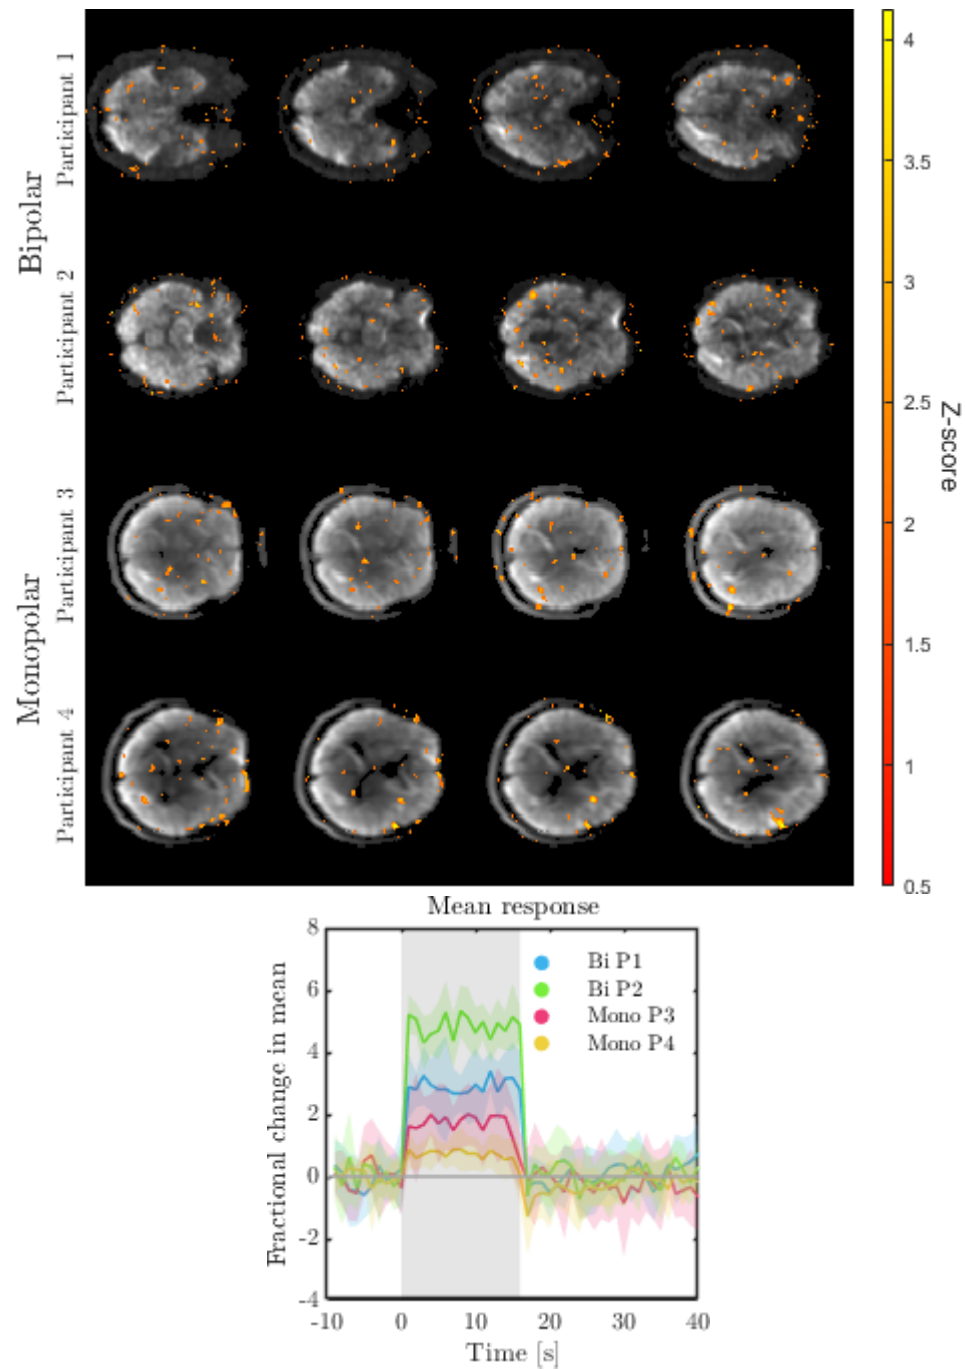 Bipolar
Participant 1
Participant 2
Monopolar
Participant 3
Participant 4
4
3.5
3
2.5
2
1.5
1
0.5
Z-score
Mean response
Fractional change in mean
8
6
4
2
0
-2
-4
Bi P1
Bi P2
Mono P3
Mono P4
-10
0
10
20
30
40
Time [s]